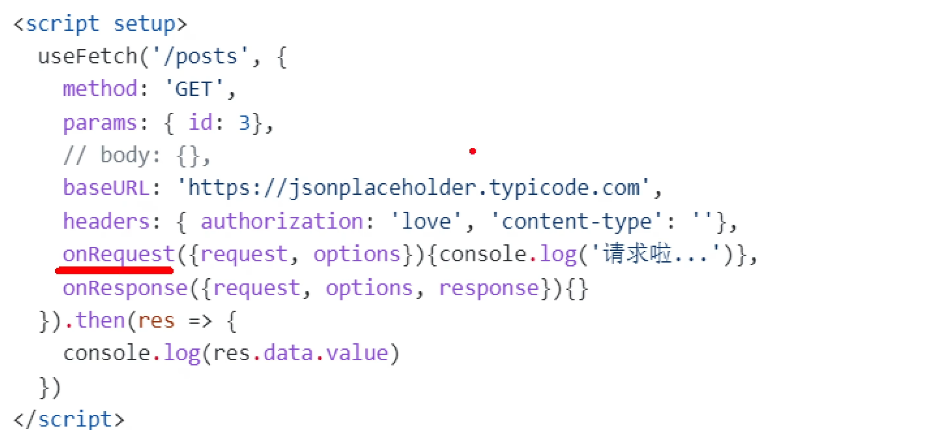 <script setup>
  useFetch('/posts', {
    method: 'GET',
    params: { id: 3},
    // body: {},
    baseURL: 'https://jsonplaceholder.typicode.com',
    headers: { authorization: 'love', 'content-type': ''},
    onRequest({request, options}){console.log('请求啦...')},
    onResponse({request, options, response}){}
  }).then(res => {
    console.log(res.data.value)
  })
</script>